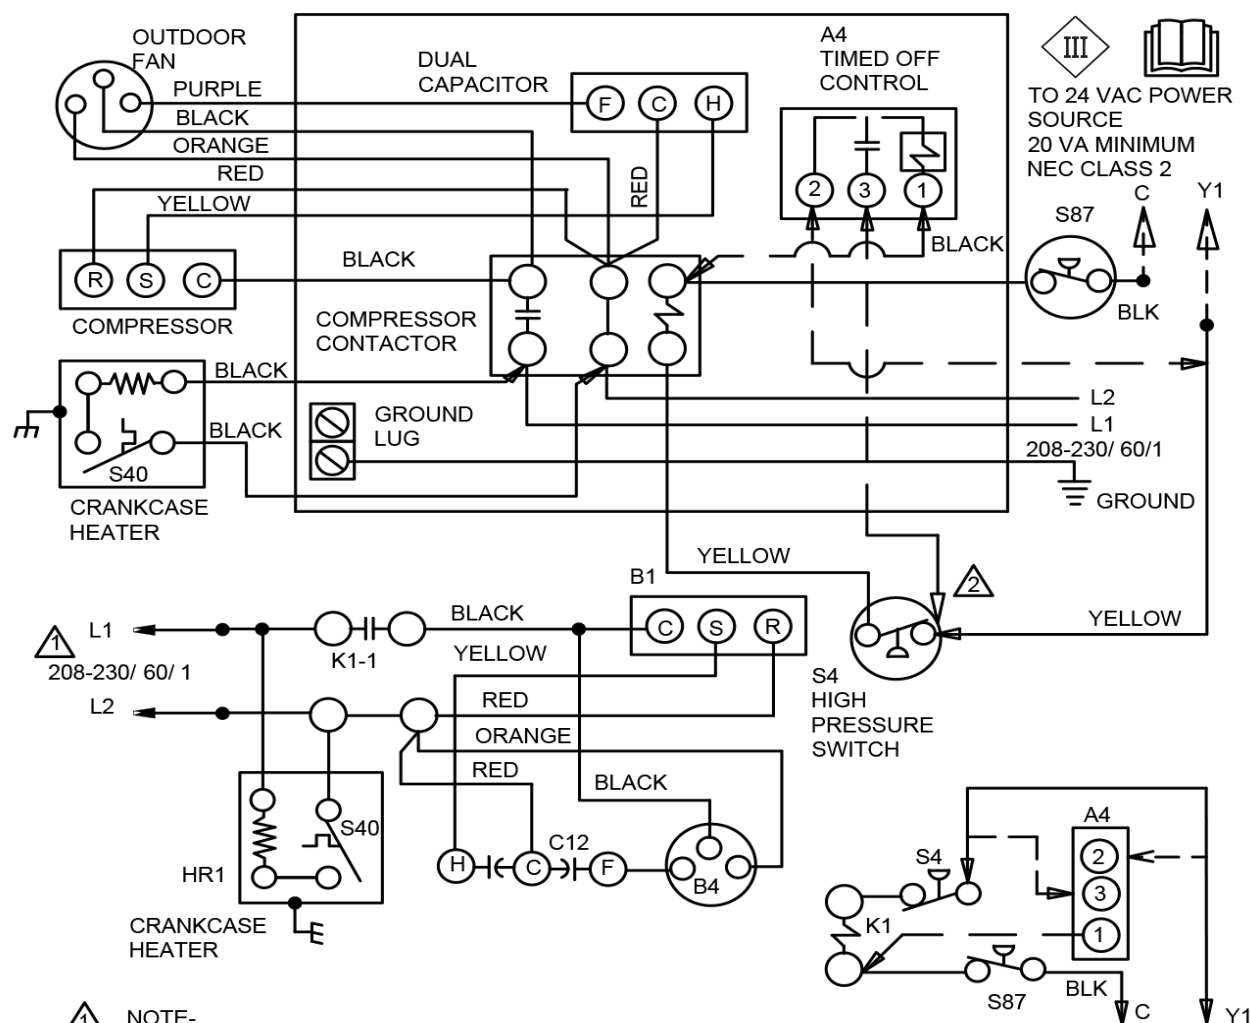 OUTDOOR
FAN
PURPLE
BLACK
ORANGE
RED
YELLOW
DUAL
CAPACITOR
F C H
RED
A4
TIMED OFF
CONTROL
2 3 1
III
TO 24 VAC POWER
SOURCE
20 VA MINIMUM
NEC CLASS 2
C
Y1
S87
BLACK
BLK
R S C
COMPRESSOR
BLACK
COMPRESSOR
CONTACTOR
BLACK
BLACK
S40
CRANKCASE
HEATER
GROUND
LUG
L2
L1
208-230/ 60/1
GROUND
YELLOW
2
YELLOW
S4
HIGH
PRESSURE
SWITCH
B1
C S R
1
L1
208-230/ 60/ 1
L2
K1-1
BLACK
YELLOW
RED
ORANGE
RED
BLACK
S40
HR1
CRANKCASE
HEATER
C12
H C F
B4
A4
2
3
1
S4
K1
S87
BLK
C
Y1
1 NOTE-